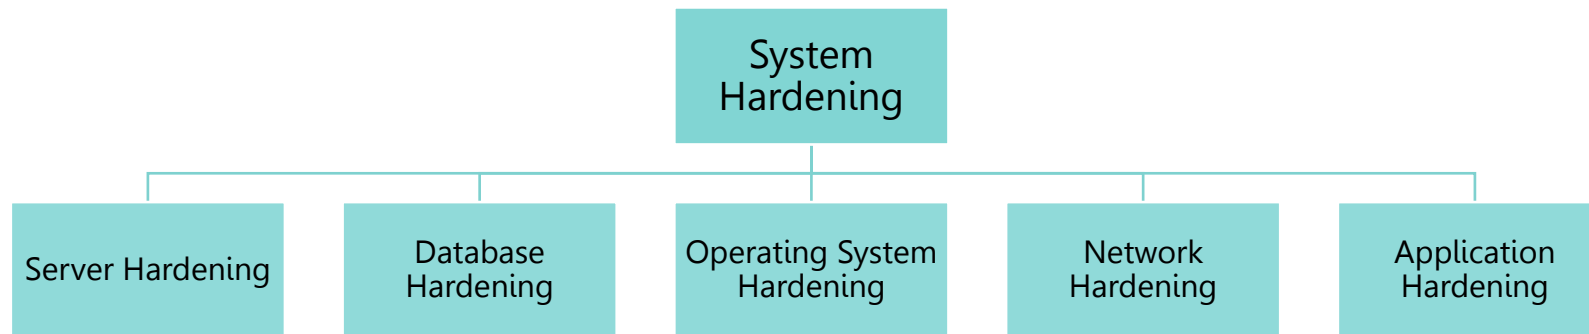 System
Hardening
Server Hardening
Database
Hardening
Operating System
Hardening
Network
Hardening
Application
Hardening